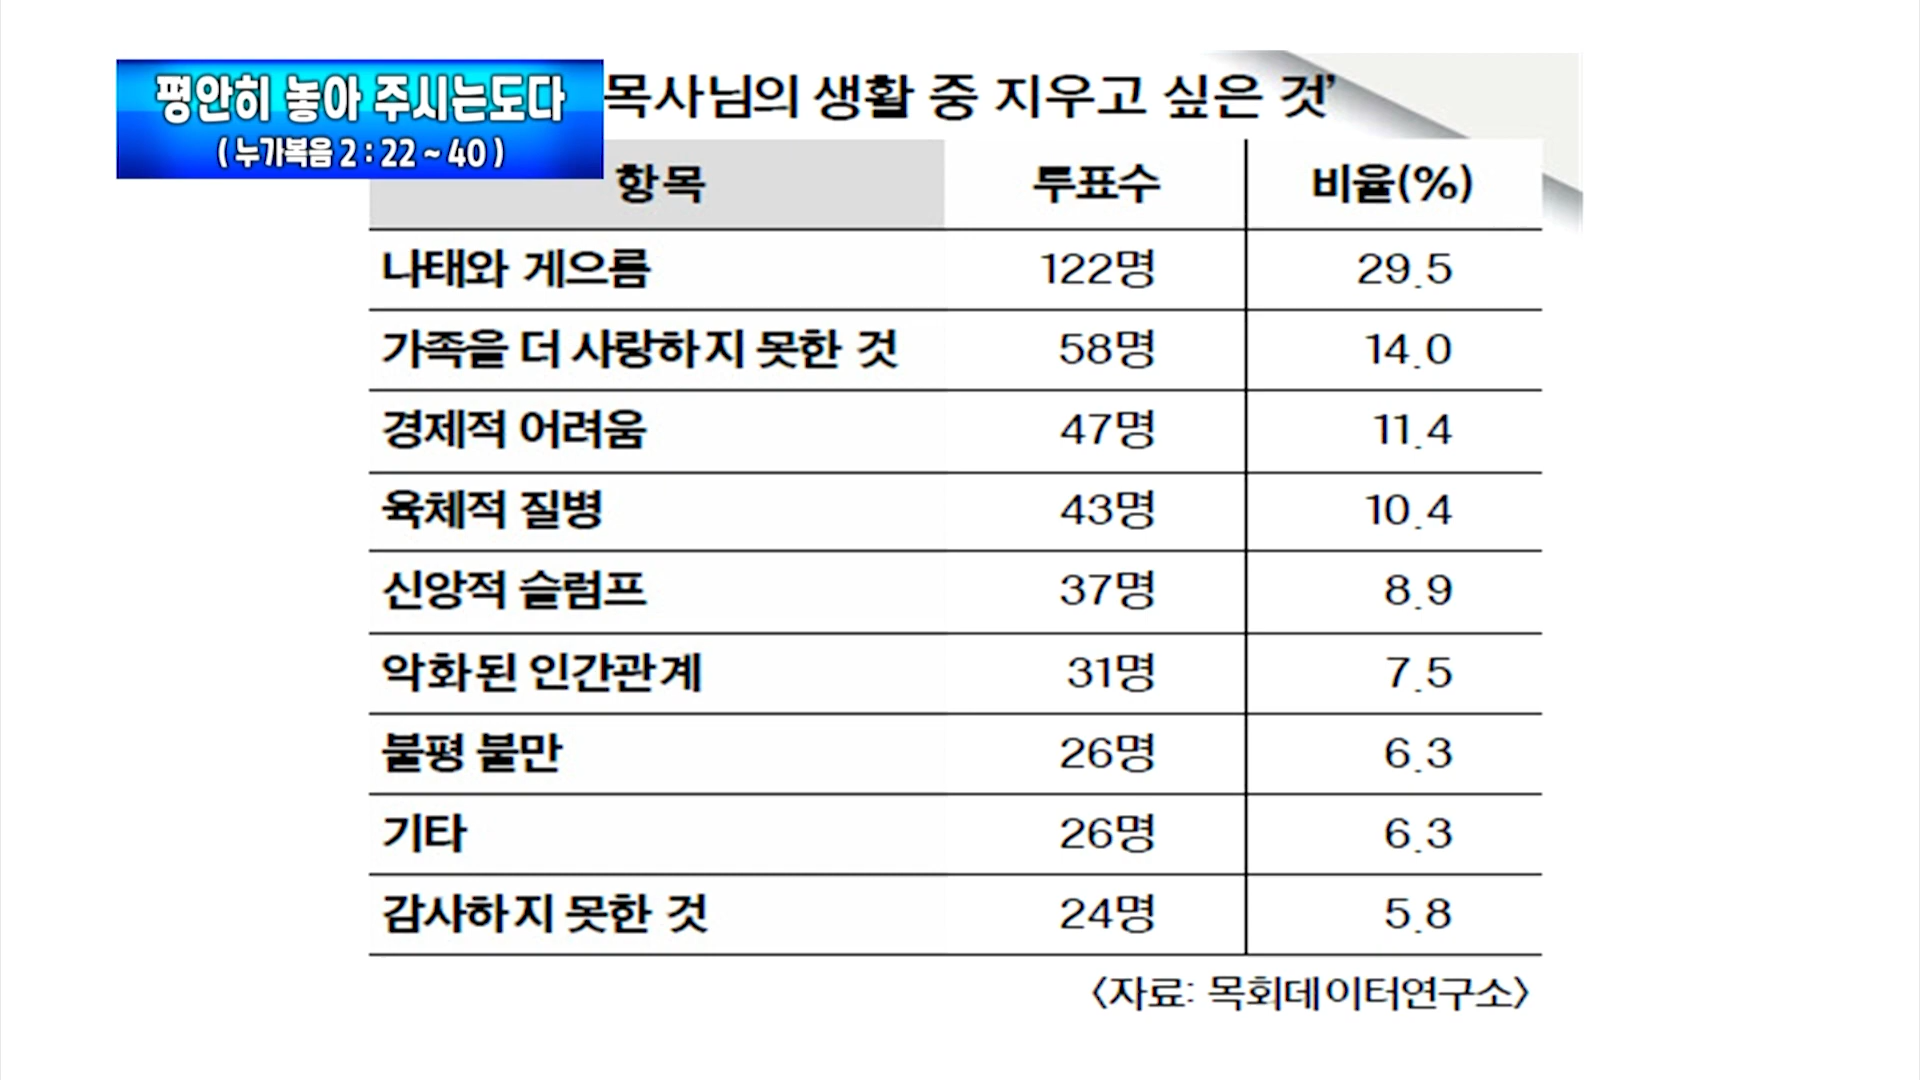 평안히 놓아 주시는도다
( 누가복음 2 : 22 ~ 40 )
목사님의 생활 중 지우고 싶은 것’
항목 투표수 비율(%)
나태와 게으름 122명 29.5
가족을 더 사랑하지 못한 것 58명 14.0
경제적 어려움 47명 11.4
육체적 질병 43명 10.4
신앙적 슬럼프 37명 8.9
악화된 인간관계 31명 7.5
불평 불만 26명 6.3
기타 26명 6.3
감사하지 못한 것 24명 5.8
<자료: 목회데이터연구소>